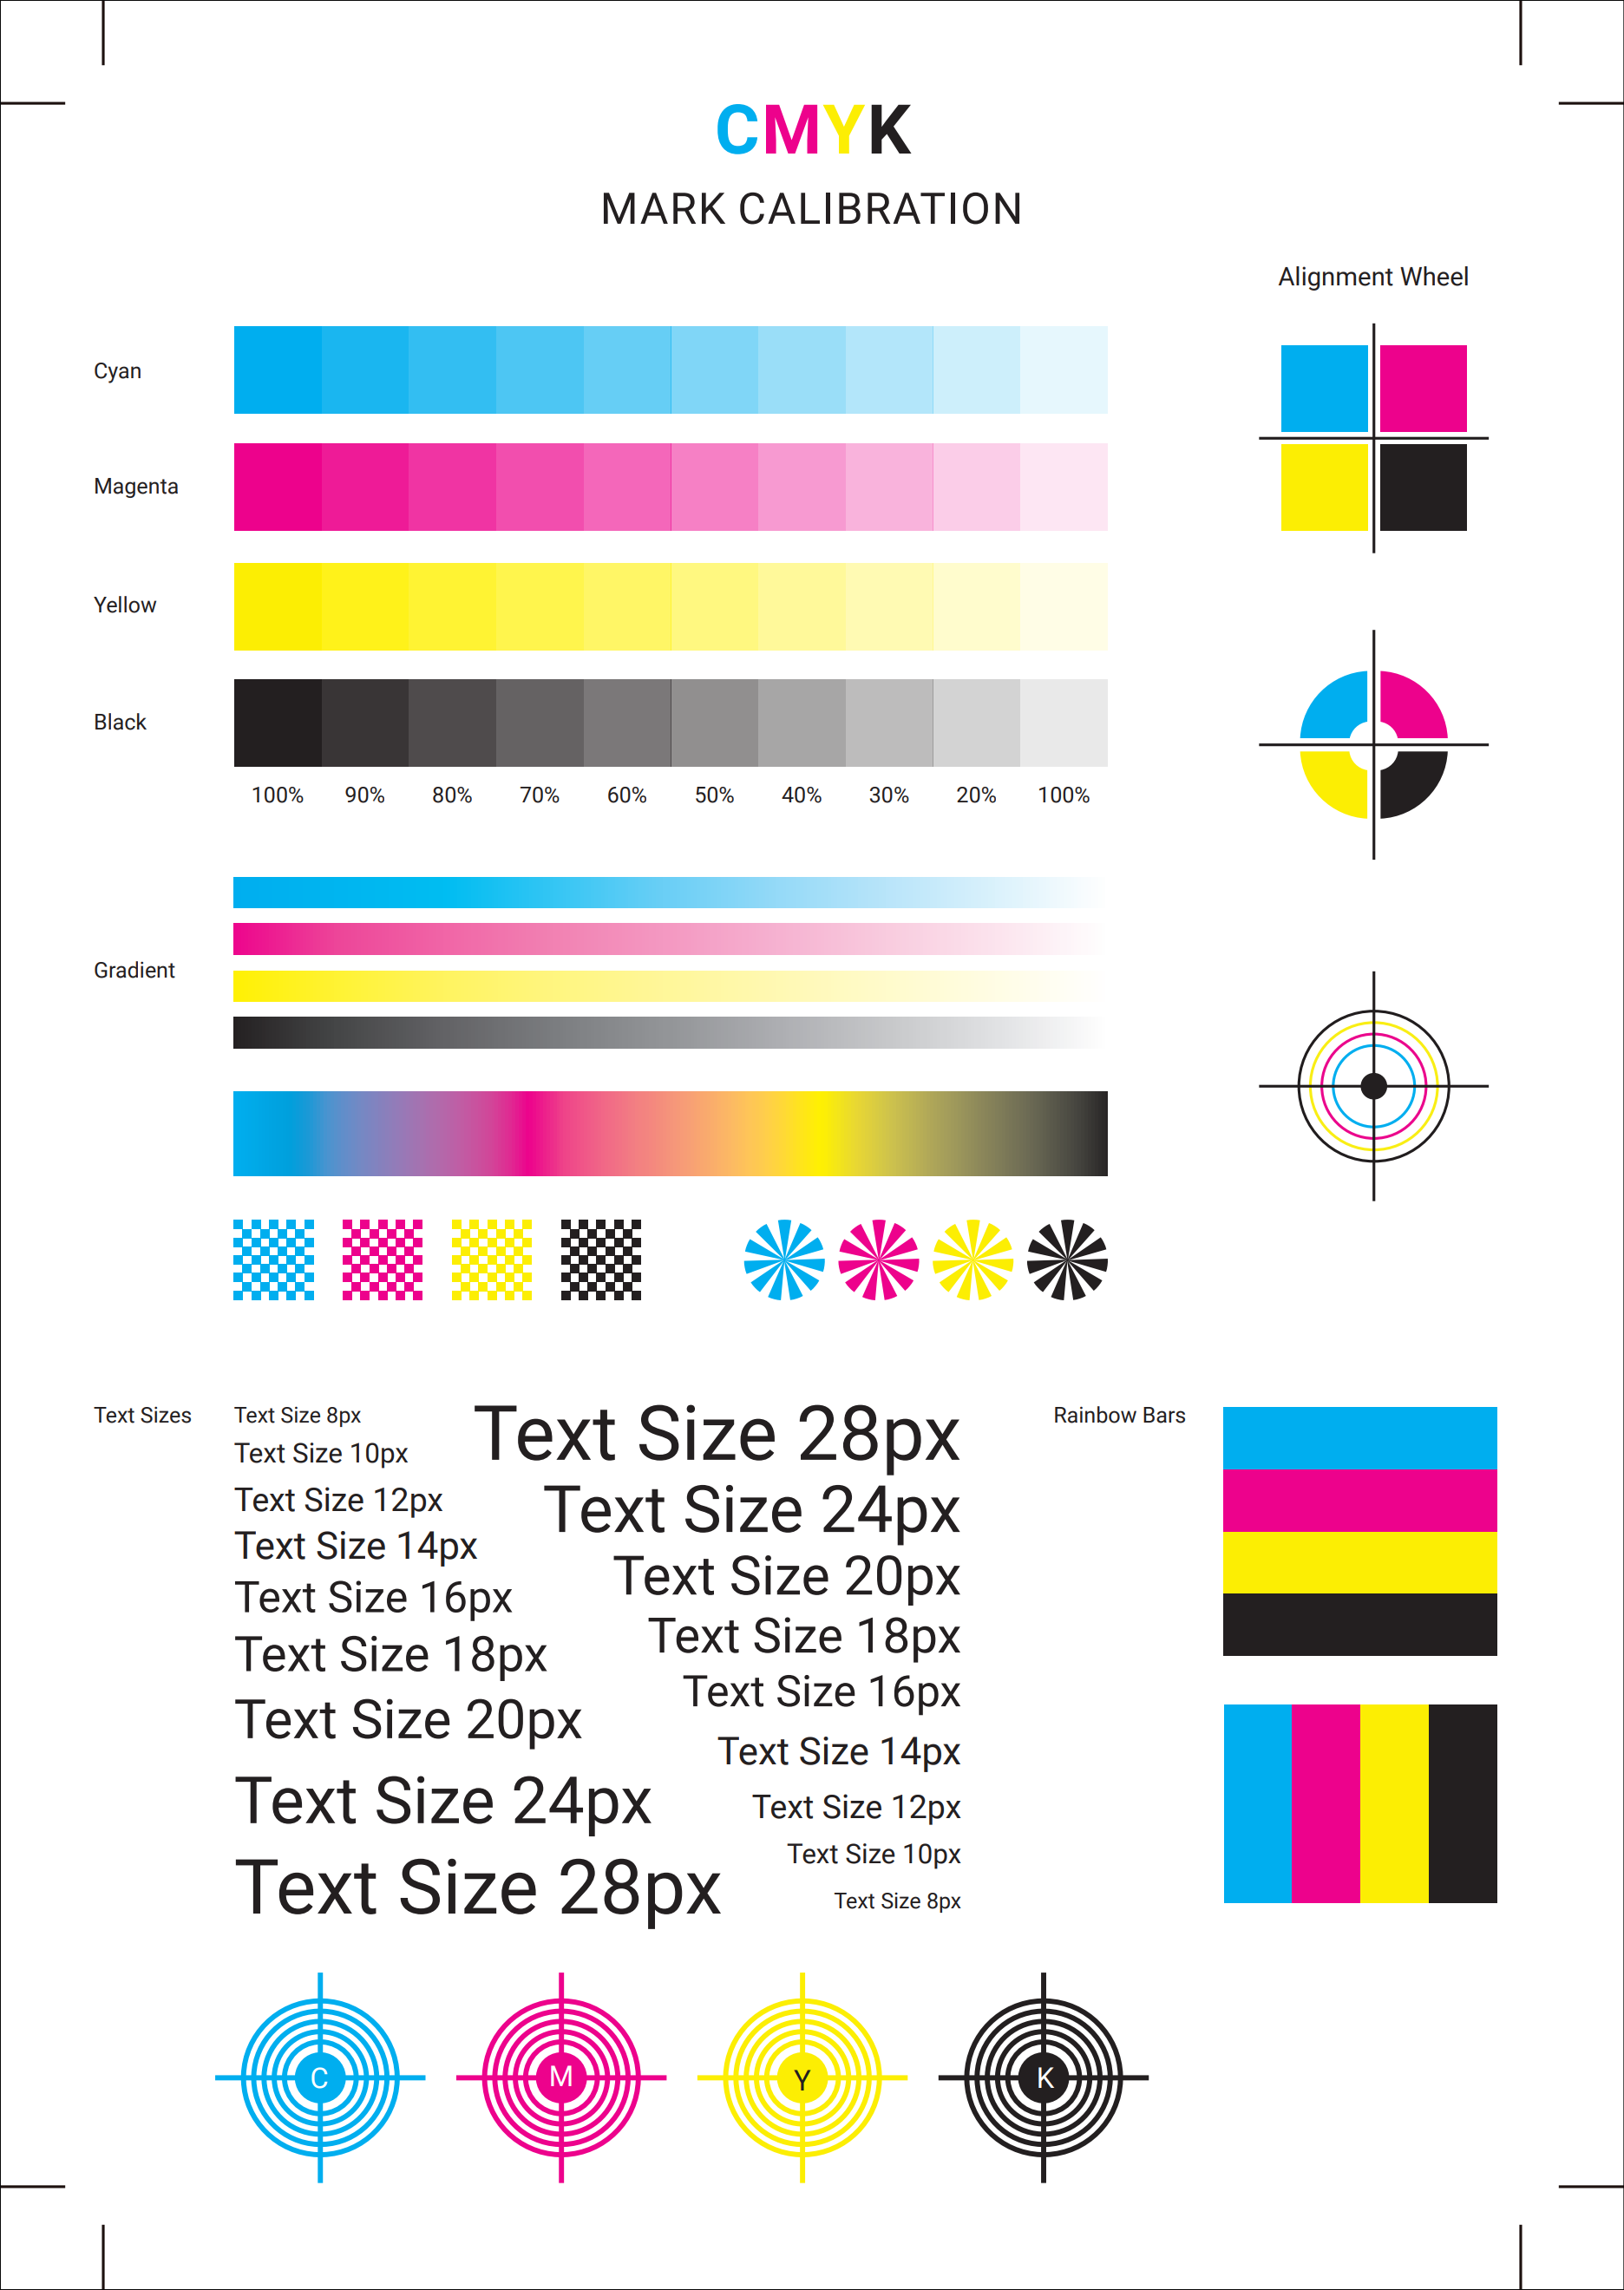 CMYK
MARK CALIBRATION
Alignment Wheel
Cyan
Magenta
Yellow
Black
100% 90% 80% 70% 60% 50% 40% 30% 20% 100%
Gradient
Text Sizes
Text Size 8px
Text Size 10px
Text Size 12px
Text Size 14px
Text Size 16px
Text Size 18px
Text Size 20px
Text Size 24px
Text Size 28px
Text Size 28px
Text Size 24px
Text Size 20px
Text Size 18px
Text Size 16px
Text Size 14px
Text Size 12px
Text Size 10px
Text Size 8px
Rainbow Bars
C M Y K